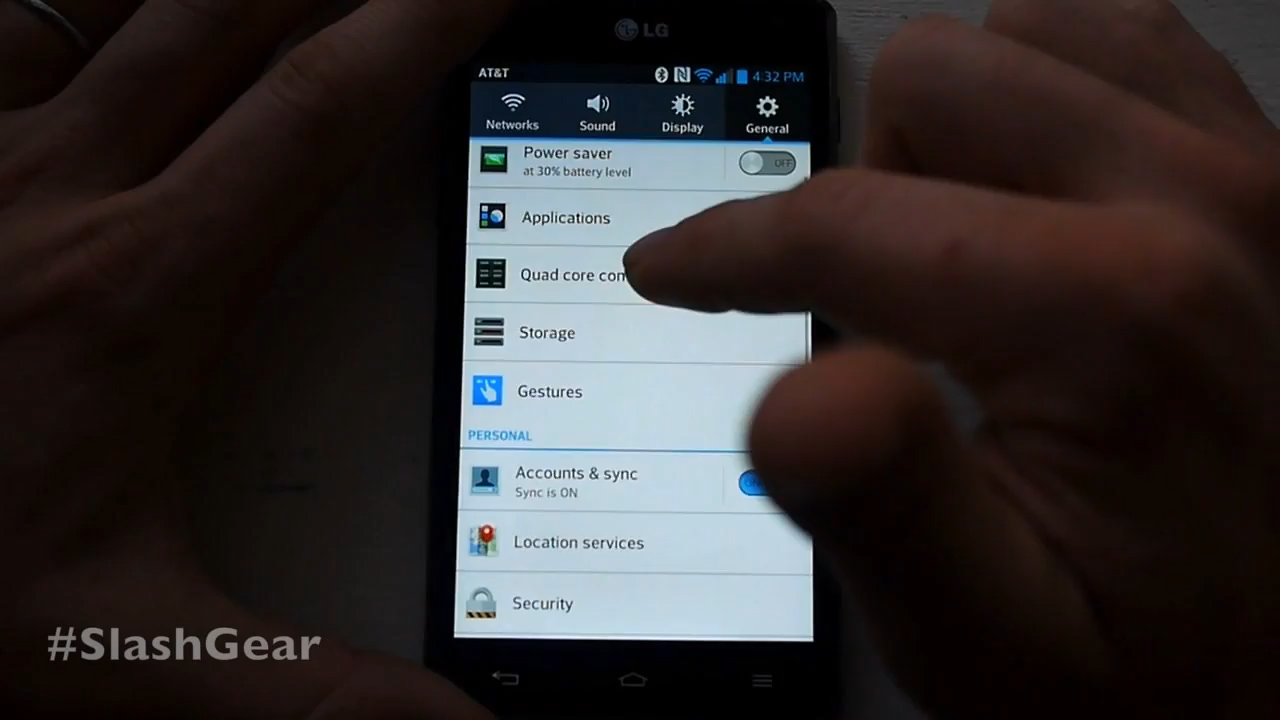 LG
AT&T
4:32 PM
Networks
Sound
Display
General
Power saver
at 30% battery level
OFF
Applications
Quad core con
Storage
Gestures
PERSONAL
Accounts & sync
Sync is ON
Location services
Security
#SlashGear